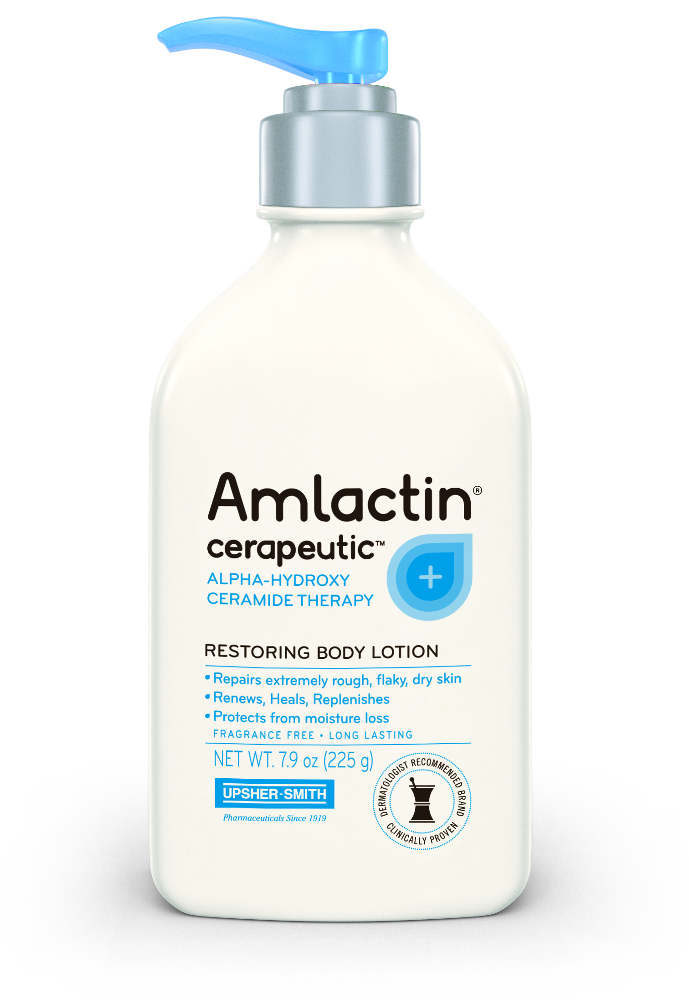 Amlactin®
cerapeutic™
ALPHA-HYDROXY
CERAMIDE THERAPY
+
RESTORING BODY LOTION
• Repairs extremely rough, flaky, dry skin
• Renews, Heals, Replenishes
• Protects from moisture loss
FRAGRANCE FREE • LONG LASTING
NET WT. 7.9 oz (225 g)
UPSHER-SMITH
Pharmaceuticals Since 1919
DERMATOLOGIST RECOMMENDED BRAND
CLINICALLY PROVEN